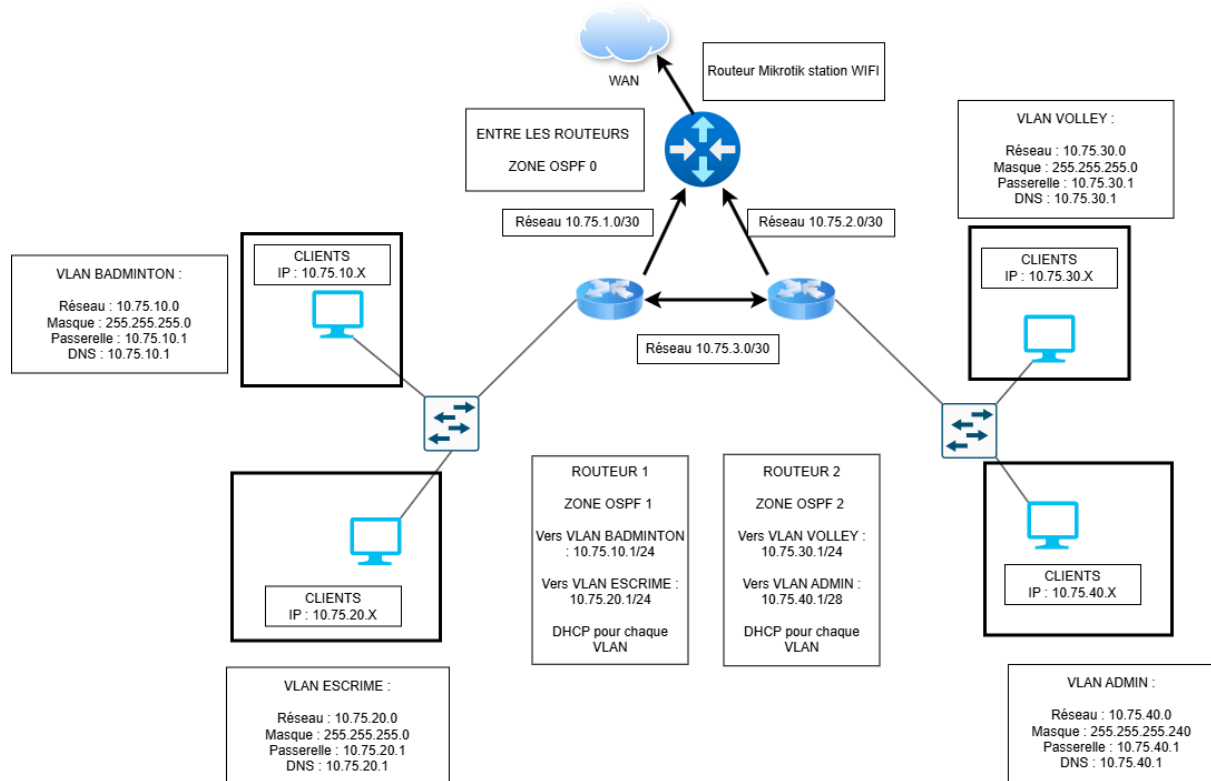 WAN
Routeur Mikrotik station WIFI
ENTRE LES ROUTEURS
ZONE OSPF 0
Réseau 10.75.1.0/30
Réseau 10.75.2.0/30
Réseau 10.75.3.0/30
VLAN VOLLEY :
Réseau : 10.75.30.0
Masque : 255.255.255.0
Passerelle : 10.75.30.1
DNS : 10.75.30.1
VLAN BADMINTON :
Réseau : 10.75.10.0
Masque : 255.255.255.0
Passerelle : 10.75.10.1
DNS : 10.75.10.1
CLIENTS
IP : 10.75.10.X
CLIENTS
IP : 10.75.30.X
ROUTEUR 1
ZONE OSPF 1
Vers VLAN BADMINTON
: 10.75.10.1/24
Vers VLAN ESCRIME :
10.75.20.1/24
DHCP pour chaque
VLAN
ROUTEUR 2
ZONE OSPF 2
Vers VLAN VOLLEY :
10.75.30.1/24
Vers VLAN ADMIN :
10.75.40.1/28
DHCP pour chaque
VLAN
CLIENTS
IP : 10.75.20.X
CLIENTS
IP : 10.75.40.X
VLAN ESCRIME :
Réseau : 10.75.20.0
Masque : 255.255.255.0
Passerelle : 10.75.20.1
DNS : 10.75.20.1
VLAN ADMIN :
Réseau : 10.75.40.0
Masque : 255.255.255.240
Passerelle : 10.75.40.1
DNS : 10.75.40.1